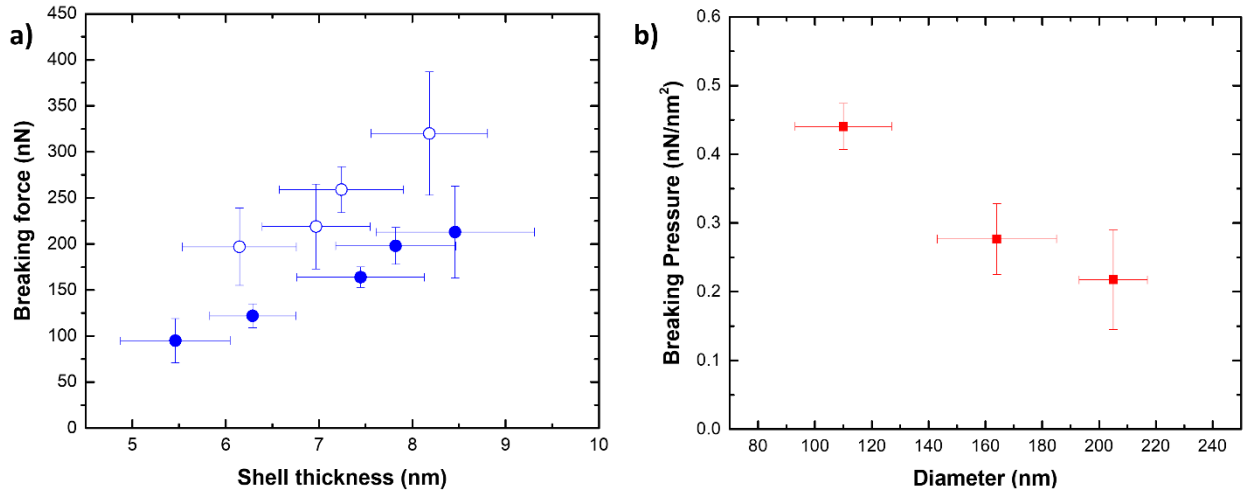 a)
Breaking force (nN)
450
400
350
300
250
200
150
100
50
0
5 6 7 8 9 10
Shell thickness (nm)
b)
Breaking Pressure (nN/nm²)
0.6
0.5
0.4
0.3
0.2
0.1
0.0
80 100 120 140 160 180 200 220 240
Diameter (nm)